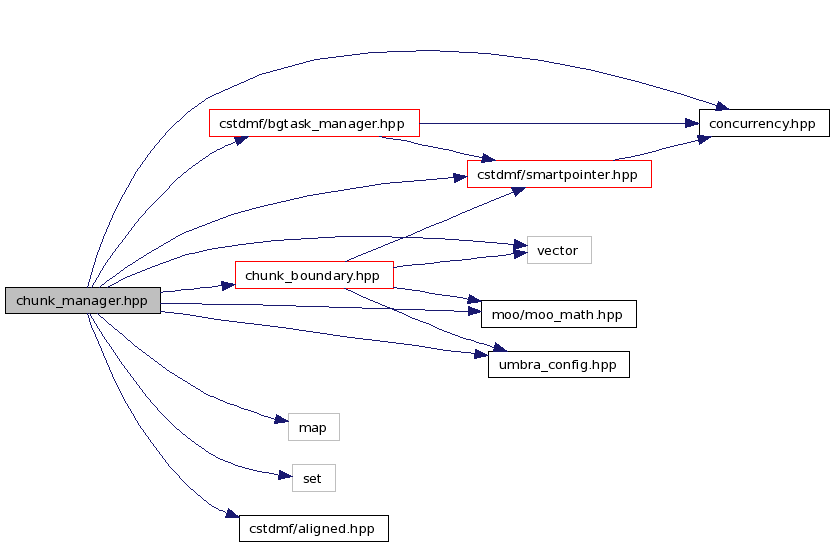 cstdmf/bgtask_manager.hpp
concurrency.hpp
cstdmf/smartpointer.hpp
vector
chunk_boundary.hpp
chunk_manager.hpp
moo/moo_math.hpp
umbra_config.hpp
map
set
cstdmf/aligned.hpp